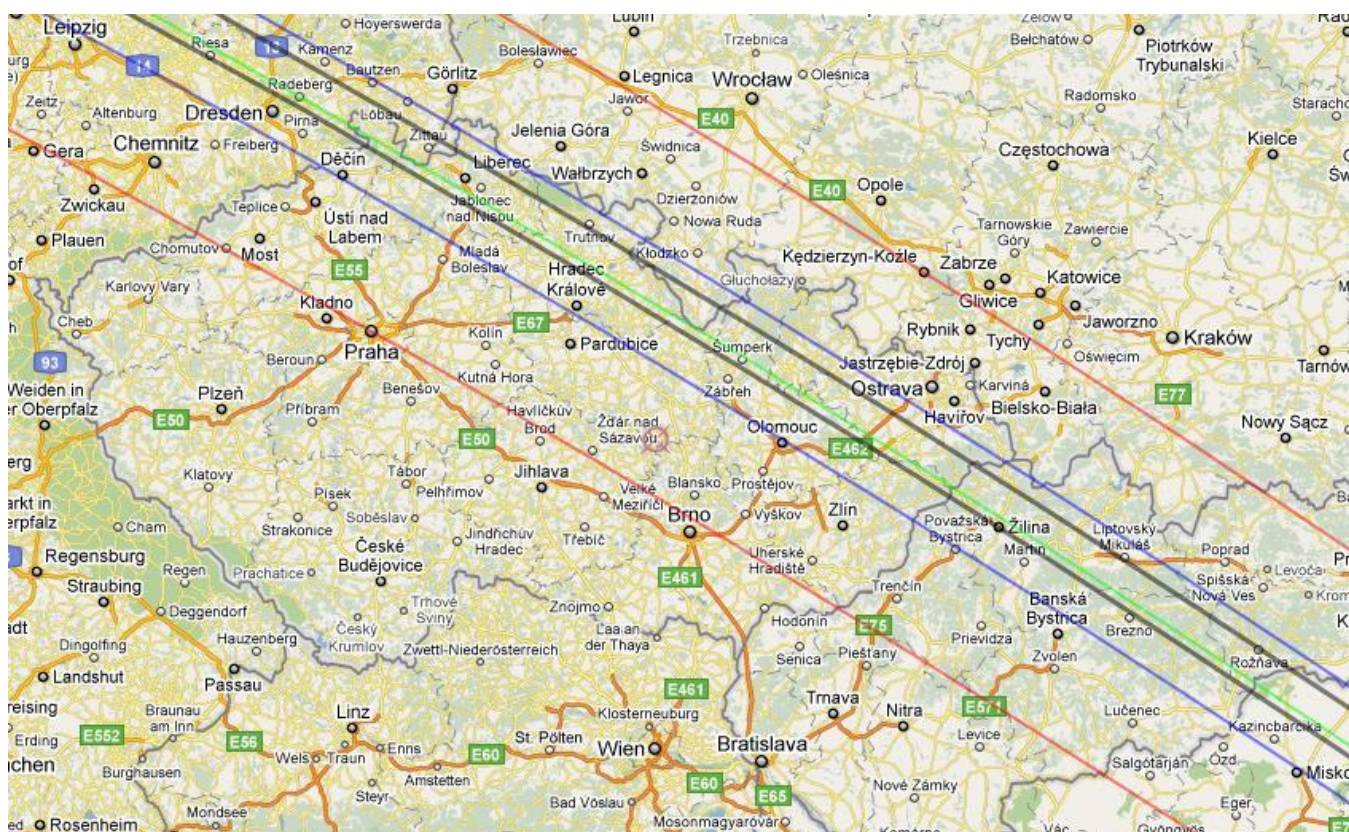 Hoyerswerda
Lubin
Zelów
Bełchatów
Piotrków
Trybunalski
Leipzig
Riesa
13
Kamenz
Bolesławiec
Trzebnica
14
Bautzen
Görlitz
Legnica
Wrocław
Oleśnica
Zeitz
Altenburg
Radeberg
Löbau
Jawor
Radomsko
Dresden
Pirna
E40
Chemnitz
Freiberg
Zittau
Jelenia Góra
Świdnica
Kielce
Gera
Děčín
Liberec
Wałbrzych
Częstochowa
Zwickau
Teplice
Ústí nad
Labem
Jablonec
nad Nisou
Dzierżoniów
E40
Opole
Plauen
Chomutov
Most
Trutnov
Nowa Ruda
Tarnowskie
Góry
Zawiercie
Mladá
Boleslav
Kłodzko
Kędzierzyn-Koźle
Zabrze
Katowice
Karlovy Vary
E55
Hradec
Králové
Głuchołazy
Gliwice
Cheb
Kladno
E67
Kolín
Rybnik
Tychy
Jaworzno
Kraków
Praha
Pardubice
Šumperk
Jastrzębie-Zdrój
Oświęcim
93
Beroun
Kutná Hora
Zábřeh
Ostrava
Karviná
Weiden in
Plzeň
Benešov
Havířov
Bielsko-Biała
E77
Oberpfalz
E50
Příbram
Havlíčkův
Brod
Žďár nad
Sázavou
Olomouc
E462
Nowy Sącz
E50
Klatovy
Tábor
Jihlava
Pelhřimov
Velké
Meziříčí
Blansko
Prostějov
Písek
Cham
Strakonice
Soběslav
Jindřichův
Hradec
Třebíč
Brno
Vyškov
Zlín
Považská
Bystrica
Žilina
Liptovský
Mikuláš
Martin
Poprad
Regensburg
České
Budějovice
Uherské
Hradiště
Levoča
Regen
Prachatice
E461
Trenčín
Spišská
Nová Ves
Straubing
Deggendorf
Trhové
Sviny
Znojmo
Hodonín
Banská
Bystrica
Český
Krumlov
Laa an
der Thaya
E75
Prievidza
Brezno
Dingolfing
Hauzenberg
Zwettl-Niederösterreich
Senica
Piešťany
Zvolen
Rožňava
Landshut
Passau
E461
Trnava
E571
Braunau
am Inn
Linz
Klosterneuburg
Nitra
Lučenec
Kazincbarcika
Erding
E552
E56
St. Pölten
Wien
Bratislava
Levice
Wels
Traun
Enns
E60
Ózd
Burghausen
Amstetten
E60
Salgótarján
Steyr
Bad Vöslau
E65
Nové Zámky
Mondsee
Eger
Rosenheim
Mosonmagyaróvár